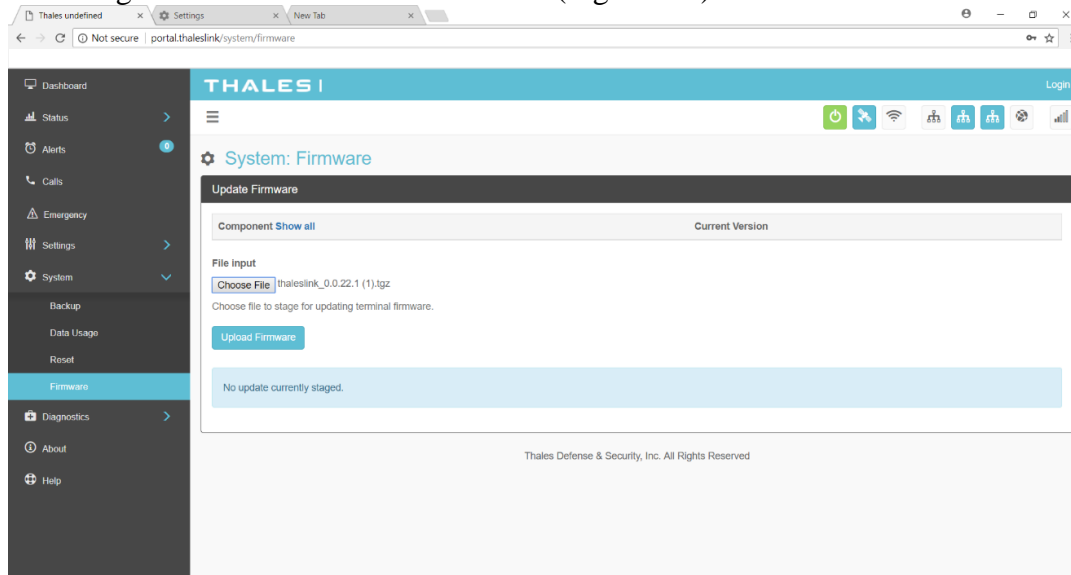 Thales undefined
Settings
New Tab
Not secure | portal.thaleslink/system/firmware
THALES
Login
Dashboard
Status
Alerts 0
Calls
Emergency
Settings
System
Backup
Data Usage
Reset
Firmware
Diagnostics
About
Help
System: Firmware
Update Firmware
Component Show all Current Version
File input
Choose File thaleslink_0.0.22.1 (1).tgz
Choose file to stage for updating terminal firmware.
Upload Firmware
No update currently staged.
Thales Defense & Security, Inc. All Rights Reserved